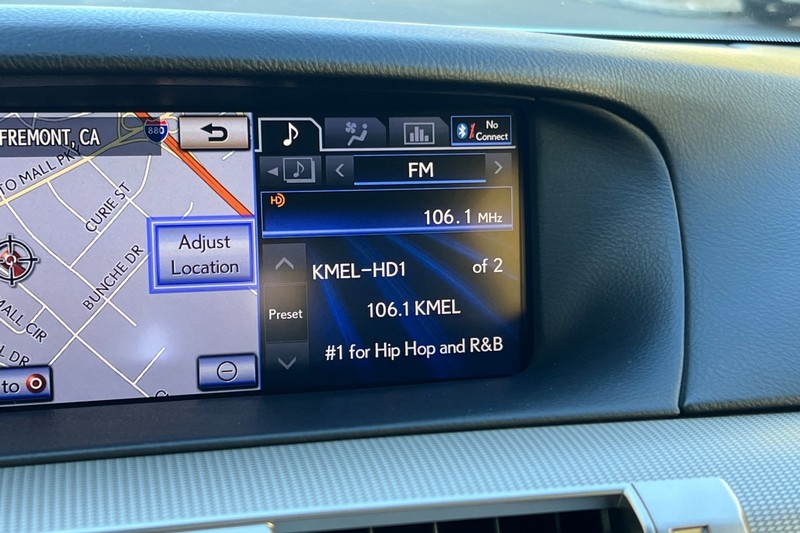 FREMONT, CA
880
TO MALL PKY
CURIE ST
BUNCHE DR
MALL CIR
L DR
to
Adjust
Location
No
Connect
FM
HD
106.1 MHz
KMEL-HD1
of 2
Preset
106.1 KMEL
#1 for Hip Hop and R&B